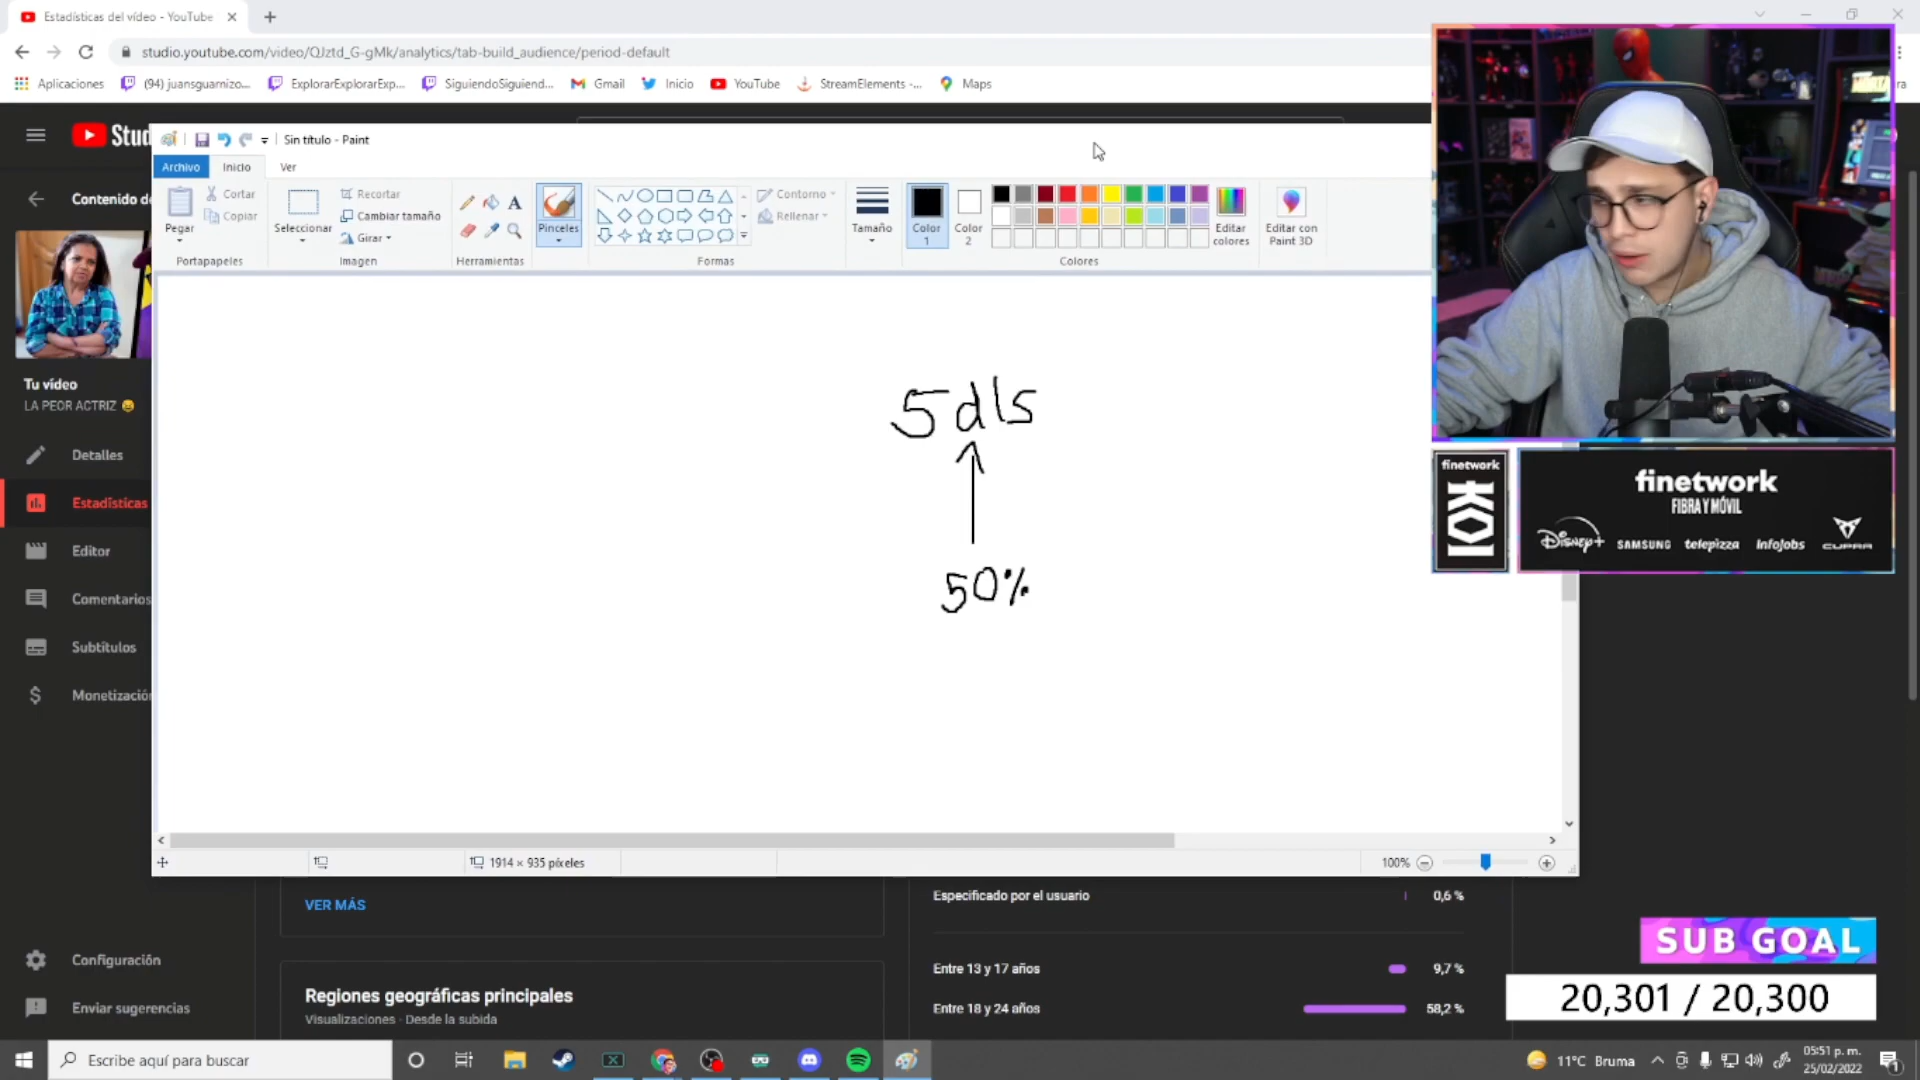 Estadísticas del vídeo - YouTube
studio.youtube.com/video/QJztd_G-gMk/analytics/tab-build_audience/period-default
Aplicaciones
(94) juansguarnizo...
ExplorarExplorarExp...
SiguiendoSiguiend...
Gmail
Inicio
YouTube
StreamElements -...
Maps
Sin título - Paint
Archivo
Inicio
Ver
Pegar
Cortar
Copiar
Portapapeles
Seleccionar
Recortar
Cambiar tamaño
Girar
Imagen
Herramientas
Pinceles
Formas
Contorno
Rellenar
Tamaño
Color 1
Color 2
Colores
Editar colores
Editar con Paint 3D
5dls
50%
1914 × 935 píxeles
100%
Contenido de
Tu vídeo
LA PEOR ACTRIZ
Detalles
Estadísticas
Editor
Comentarios
Subtítulos
Configuración
Enviar sugerencias
VER MÁS
Regiones geográficas principales
Visualizaciones · Desde la subida
Especificado por el usuario 0,6 %
Entre 13 y 17 años 9,7 %
Entre 18 y 24 años 58,2 %
finetwork
KOI
finetwork
FIBRA Y MÓVIL
Disney+ SAMSUNG telepizza InfoJobs CUPRA
SUB GOAL
20,301 / 20,300
Escribe aquí para buscar
11°C Bruma
05:51 p. m.
25/02/2022